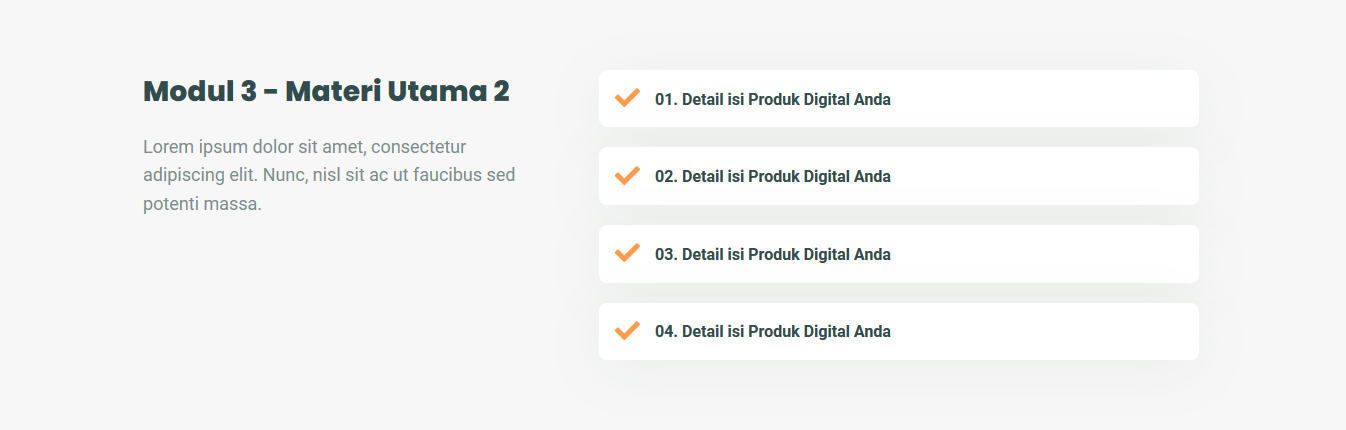 Modul 3 - Materi Utama 2
Lorem ipsum dolor sit amet, consectetur
adipiscing elit. Nunc, nisl sit ac ut faucibus sed
potenti massa.
01. Detail isi Produk Digital Anda
02. Detail isi Produk Digital Anda
03. Detail isi Produk Digital Anda
04. Detail isi Produk Digital Anda